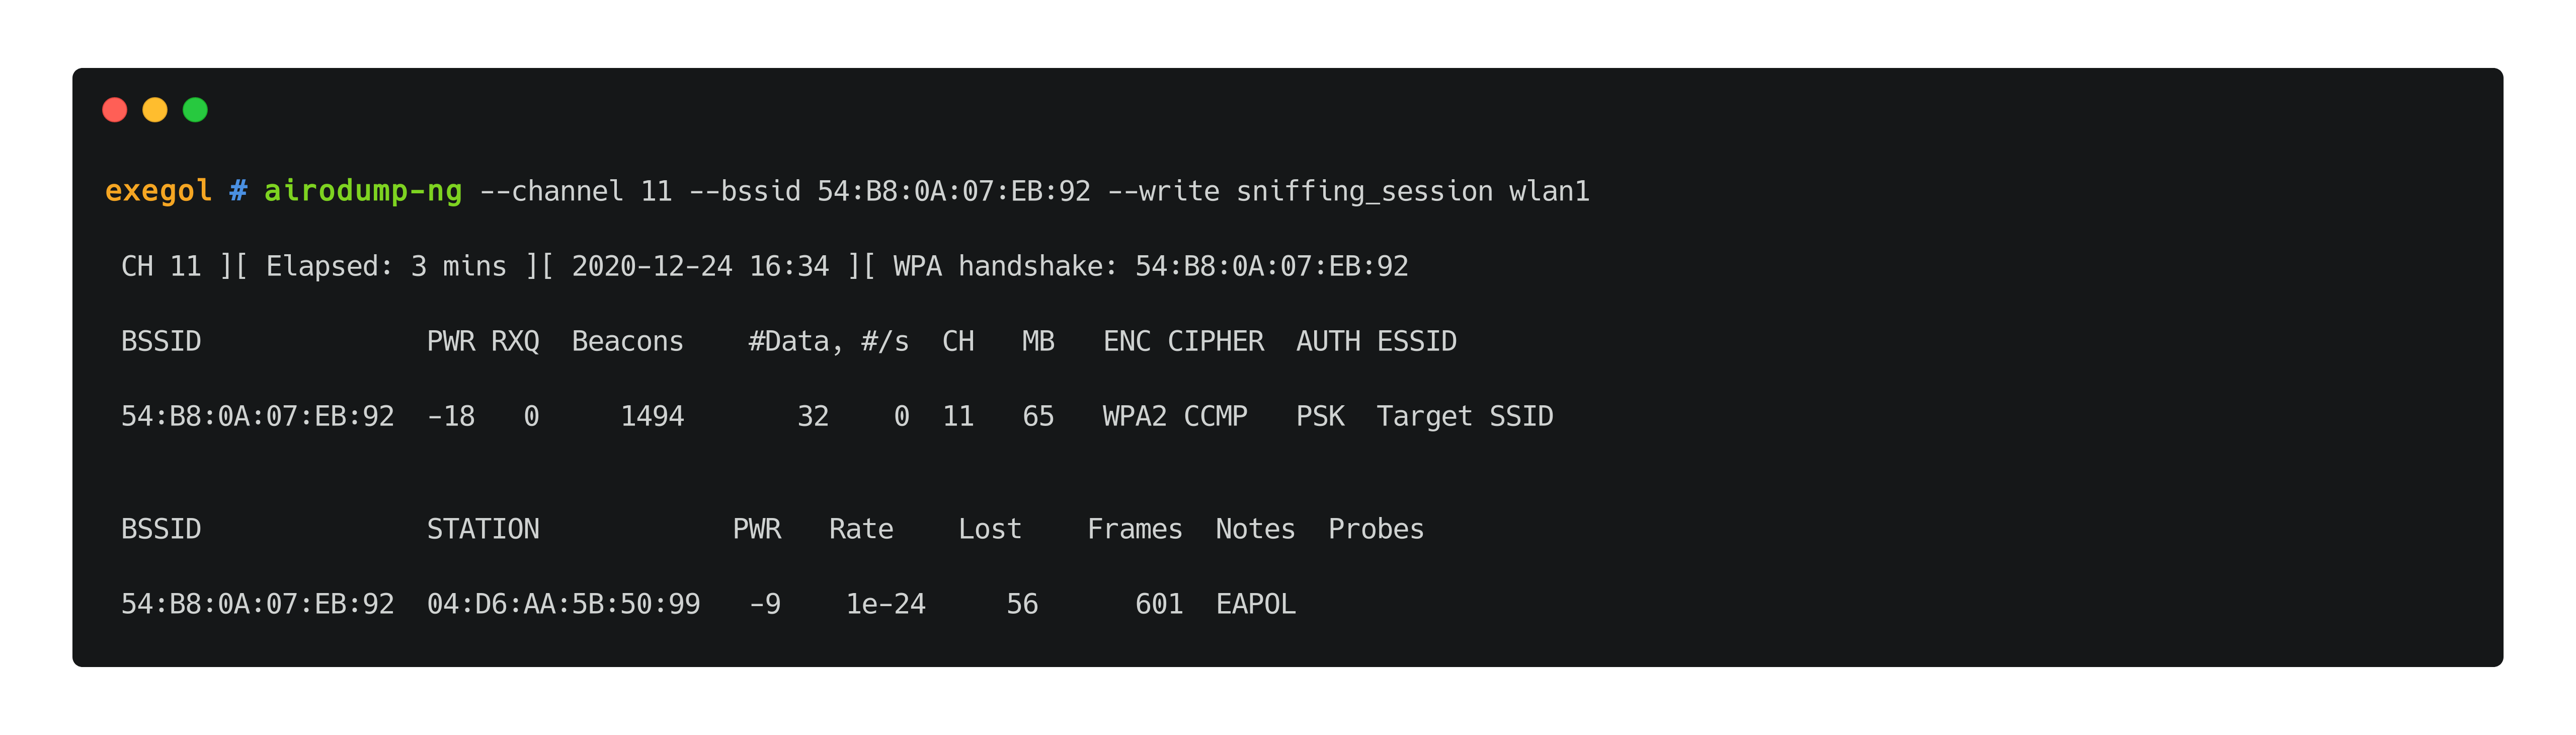 exegol # airodump-ng --channel 11 --bssid 54:B8:0A:07:EB:92 --write sniffing_session wlan1
CH 11 ][ Elapsed: 3 mins ][ 2020-12-24 16:34 ][ WPA handshake: 54:B8:0A:07:EB:92
BSSID              PWR RXQ  Beacons    #Data, #/s  CH   MB   ENC CIPHER  AUTH ESSID
54:B8:0A:07:EB:92  -18   0     1494       32    0  11   65   WPA2 CCMP   PSK  Target SSID
BSSID              STATION            PWR   Rate    Lost    Frames  Notes  Probes
54:B8:0A:07:EB:92  04:D6:AA:5B:50:99   -9    1e-24     56      601  EAPOL